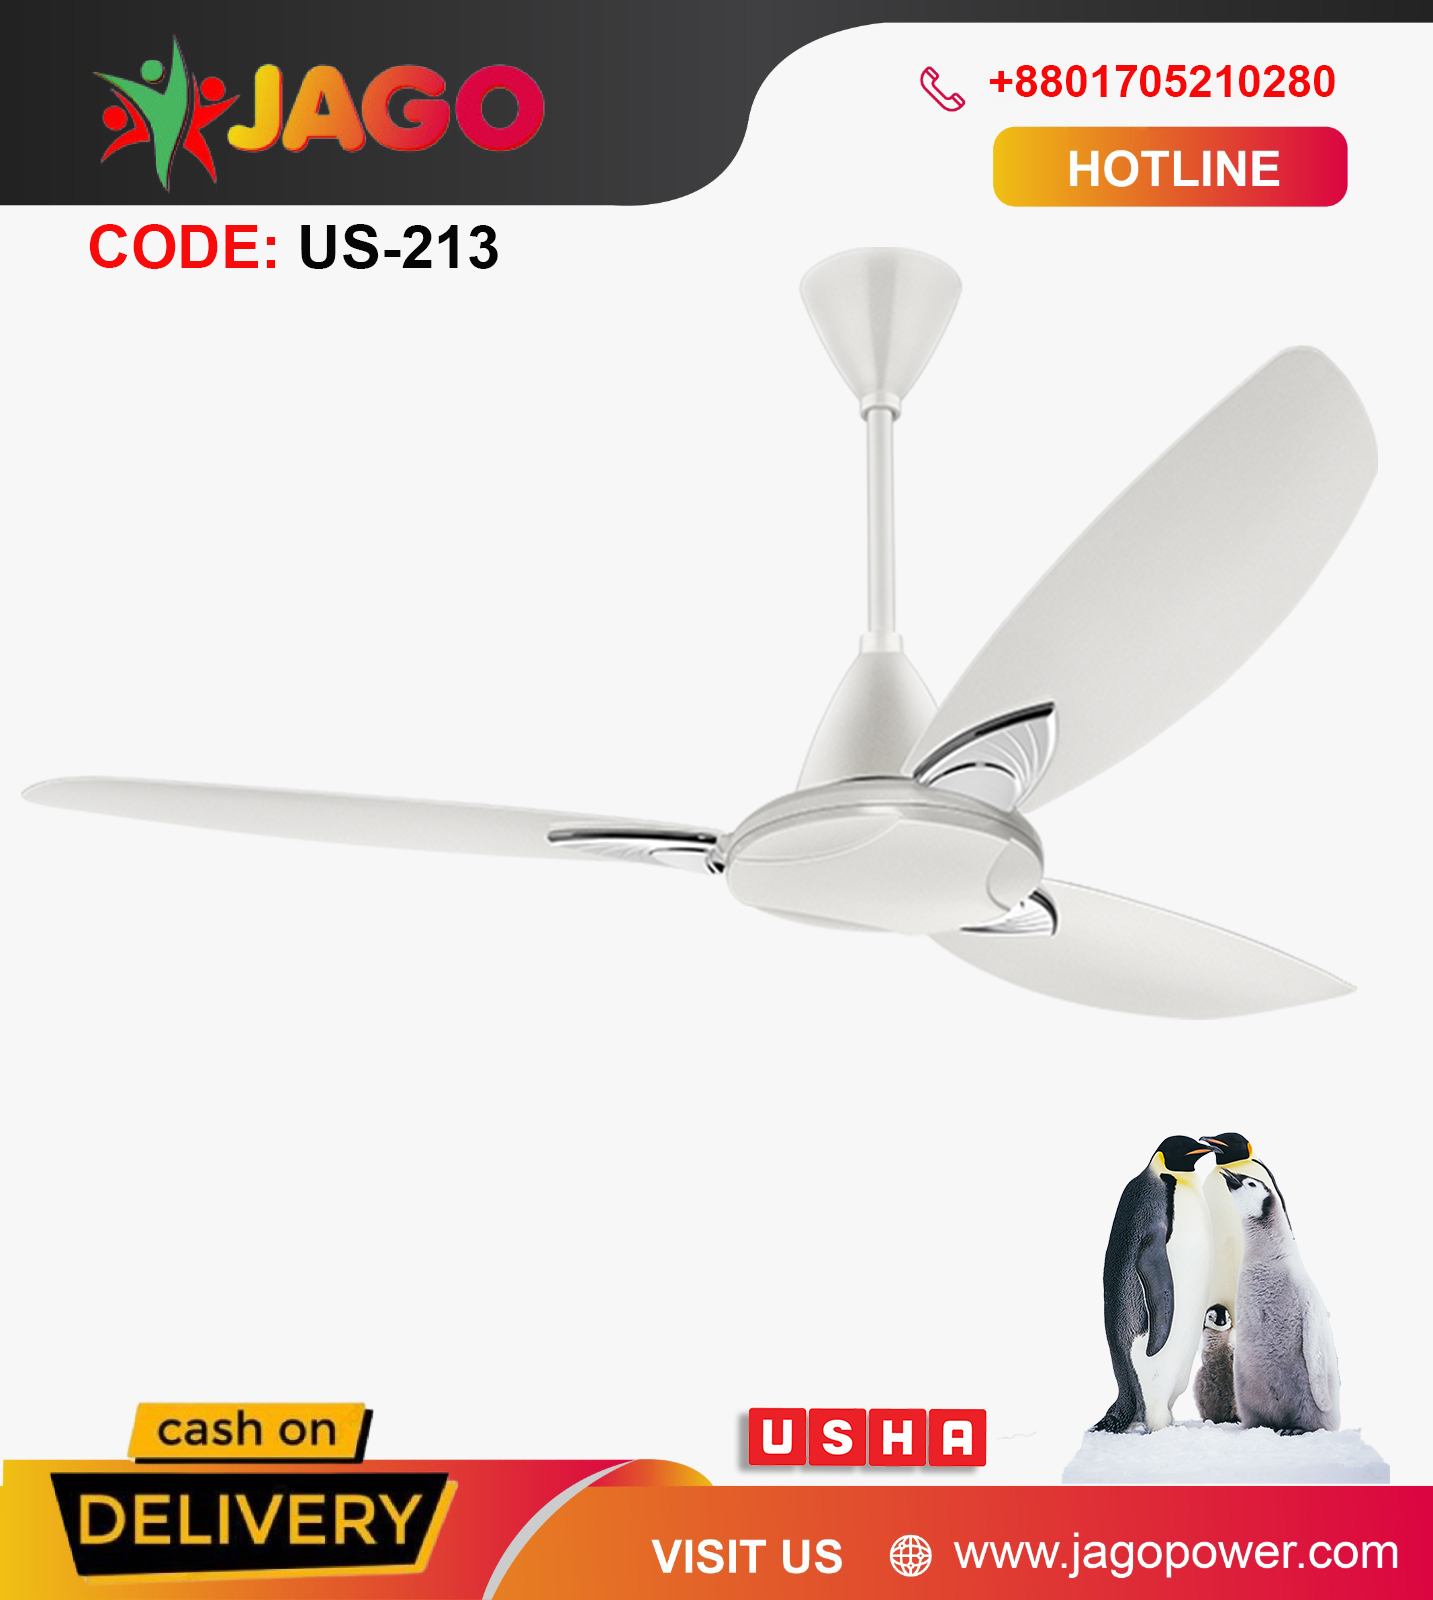 JAGO
+8801705210280
HOTLINE
CODE: US-213
cash on
DELIVERY
USHA
VISIT US
www.jagopower.com